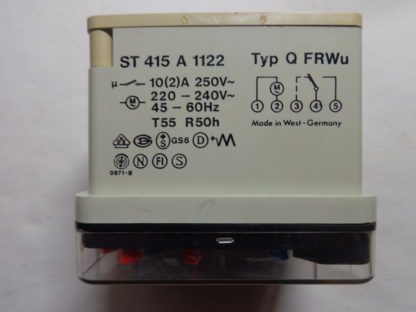 ST 415 A 1122 Typ Q FRWu
µ 10(2)A 250V~
M 220 – 240V~
45 – 60Hz
T55 R50h
M
1 2 3 4 5
Made in West-Germany
S GS6 D
N FI S
0871-B